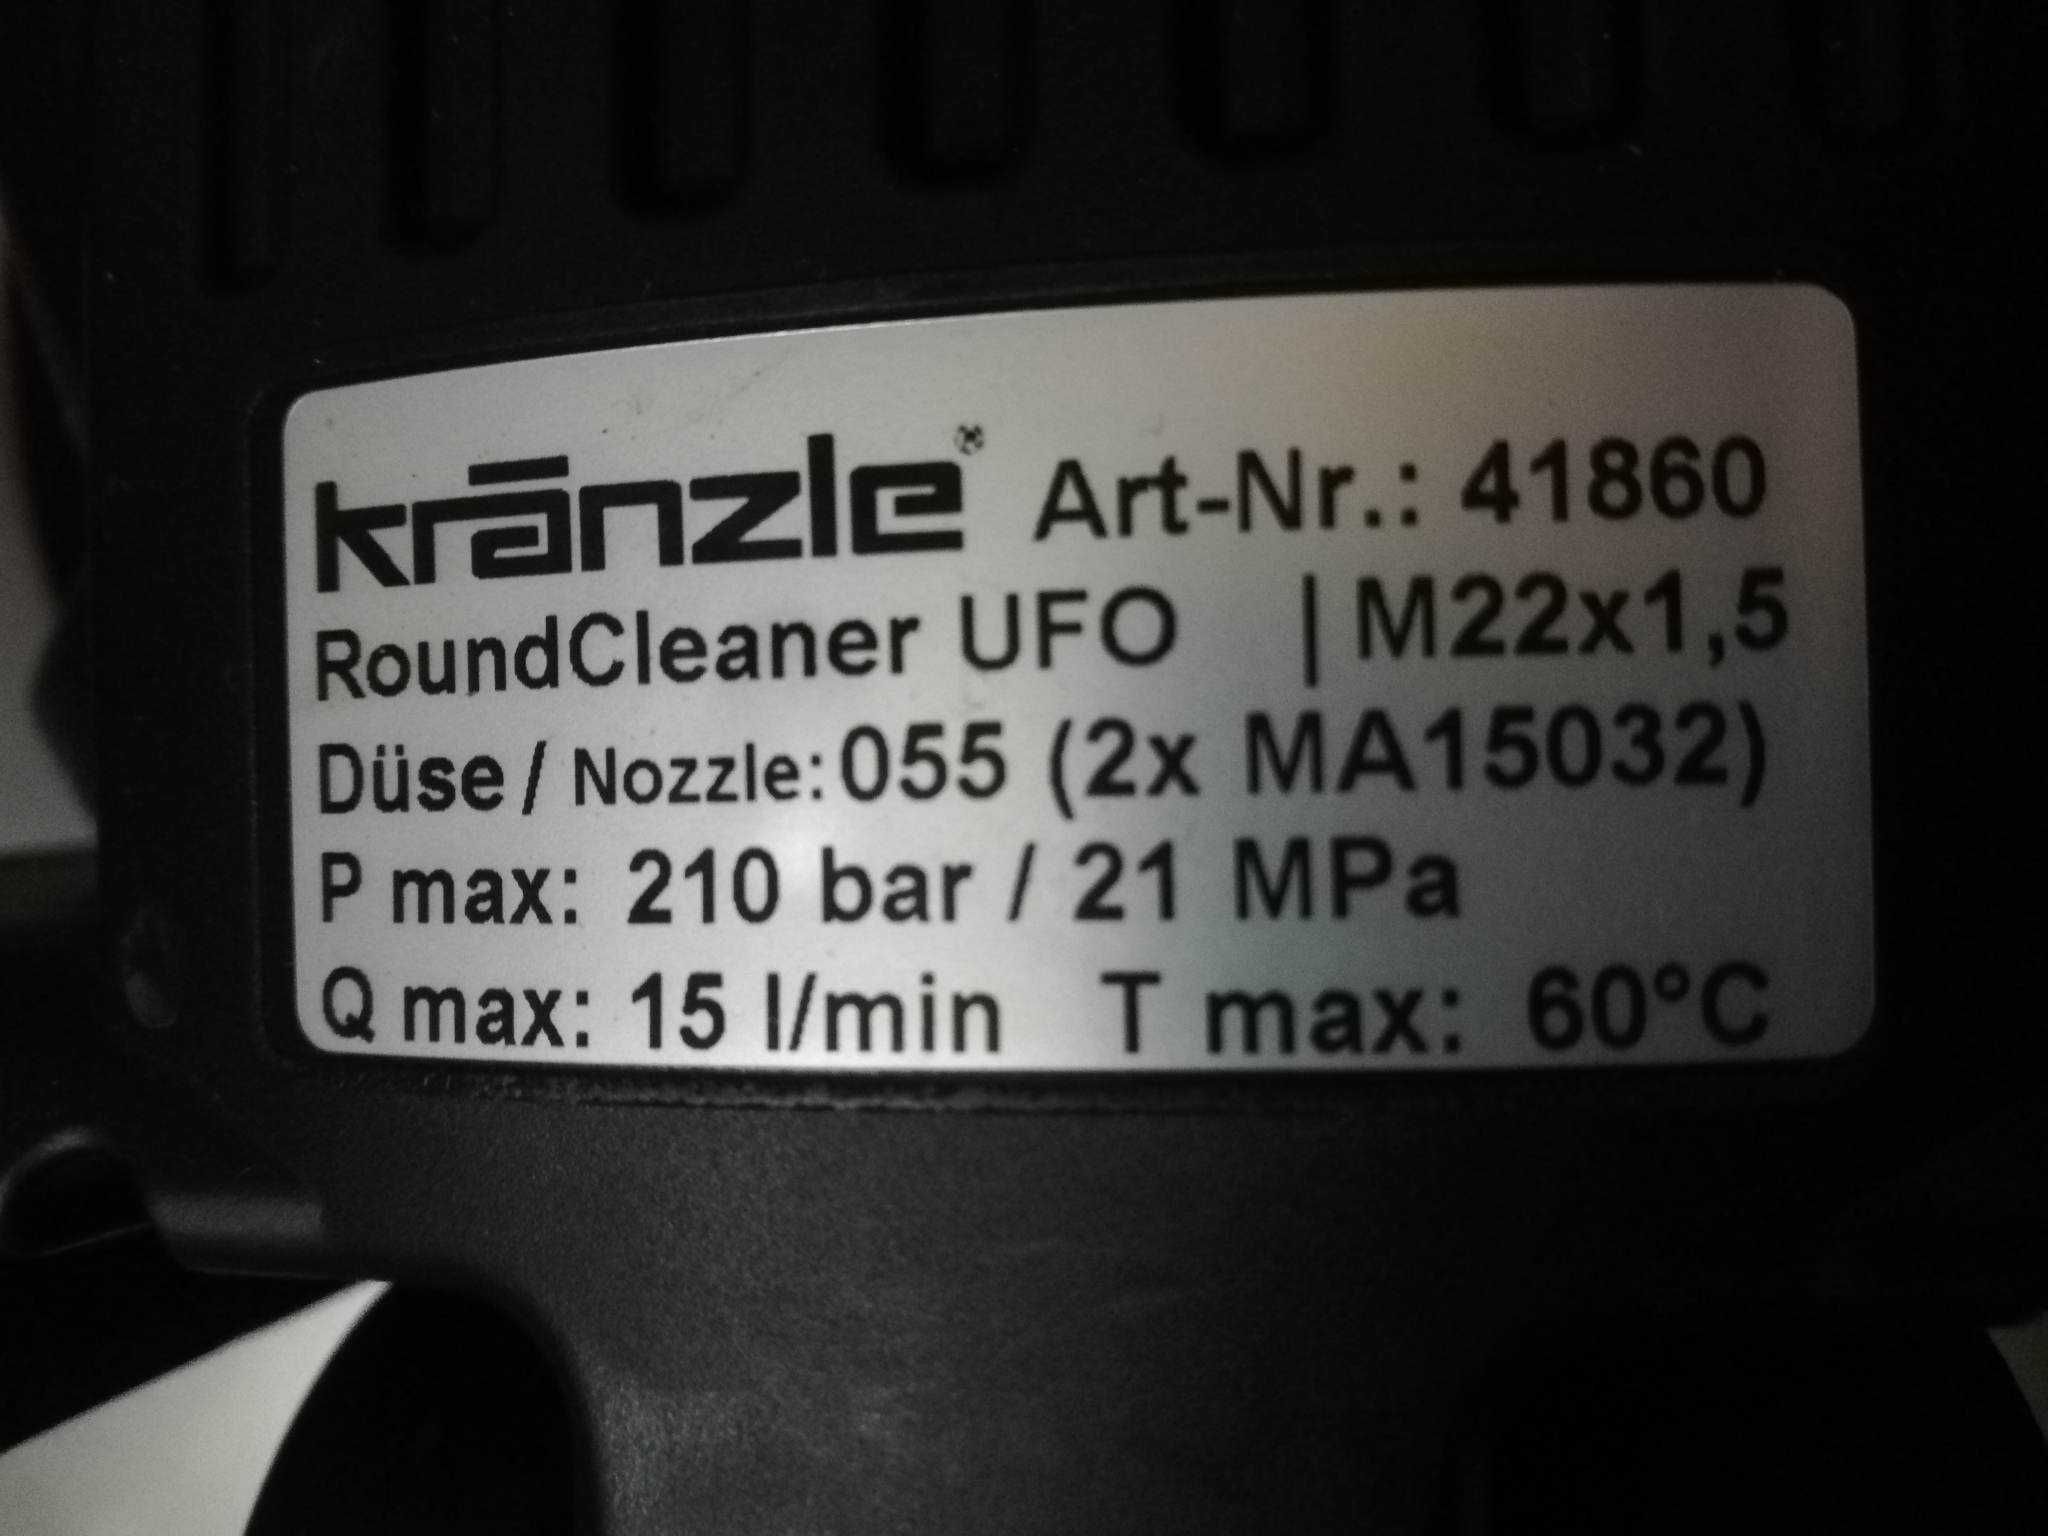 kränzle® Art-Nr.: 41860
RoundCleaner UFO | M22x1,5
Düse / Nozzle: 055 (2x MA15032)
P max: 210 bar / 21 MPa
Q max: 15 l/min T max: 60°C